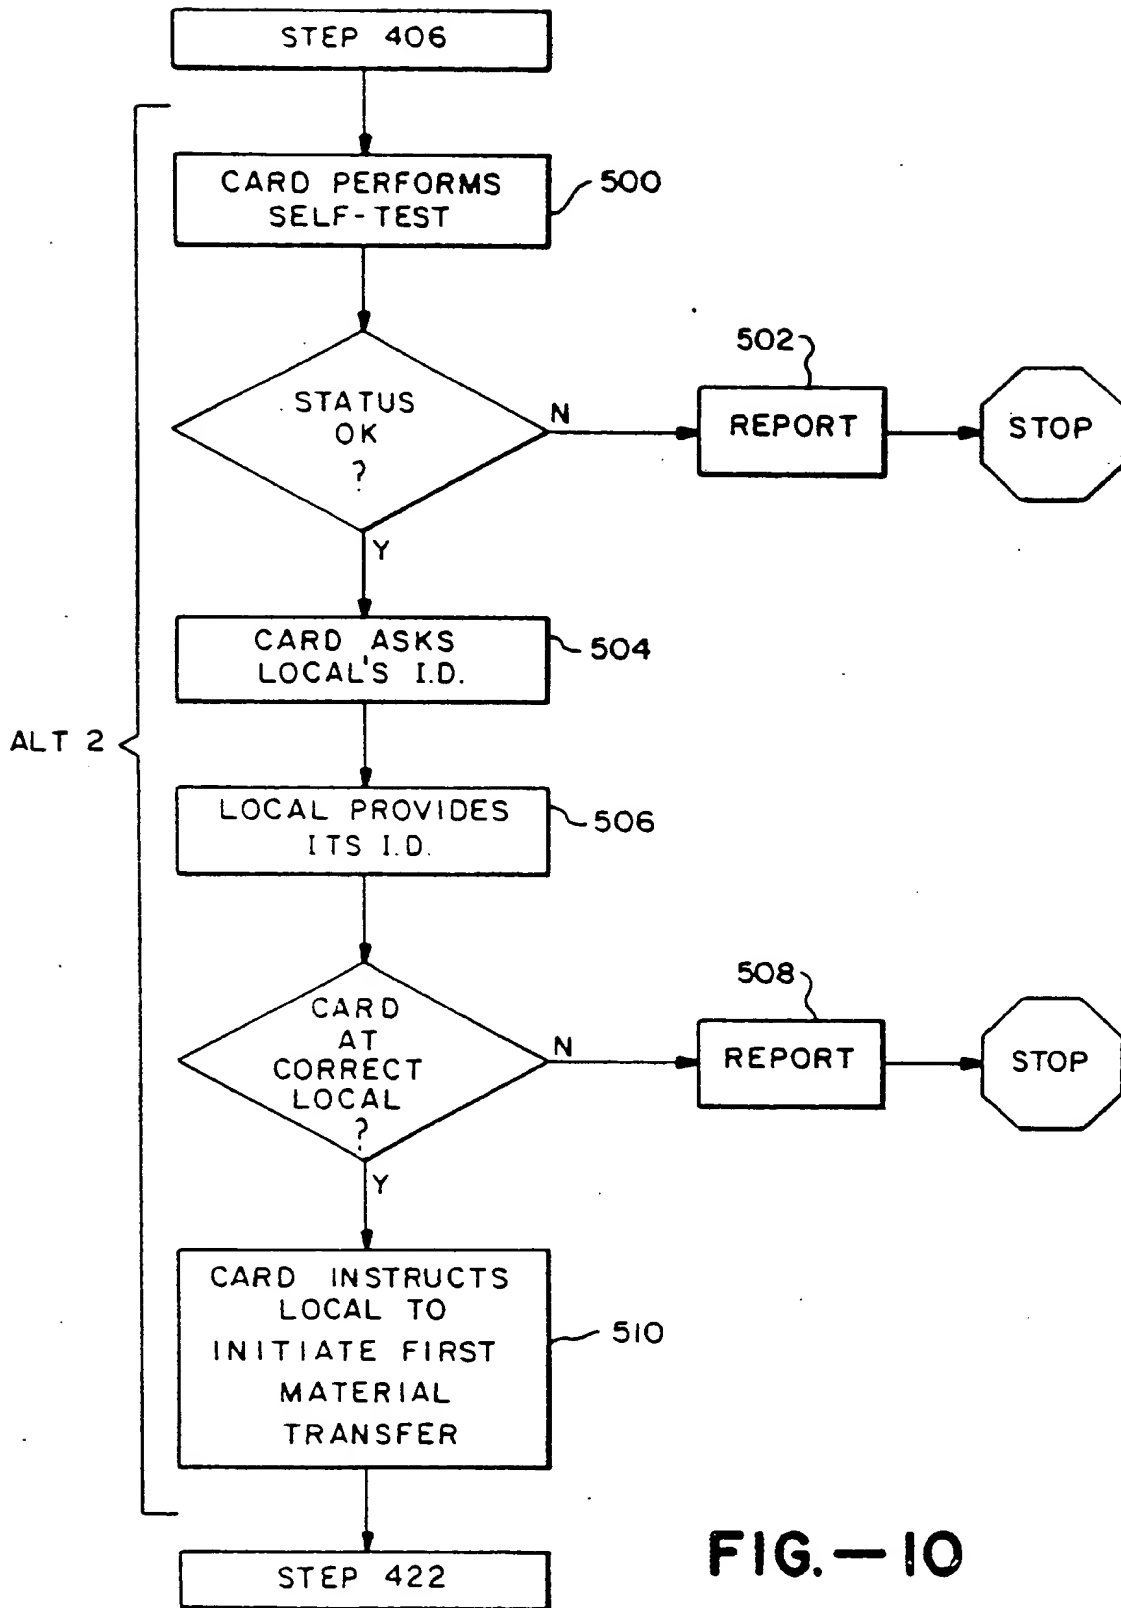 STEP 406
CARD PERFORMS
SELF-TEST
500
STATUS
OK
?
N
502
REPORT
STOP
Y
CARD ASKS
LOCAL'S I.D.
504
ALT 2
LOCAL PROVIDES
ITS I.D.
506
CARD
AT
CORRECT
LOCAL
?
N
508
REPORT
STOP
Y
CARD INSTRUCTS
LOCAL TO
INITIATE FIRST
MATERIAL
TRANSFER
510
STEP 422
FIG.—10